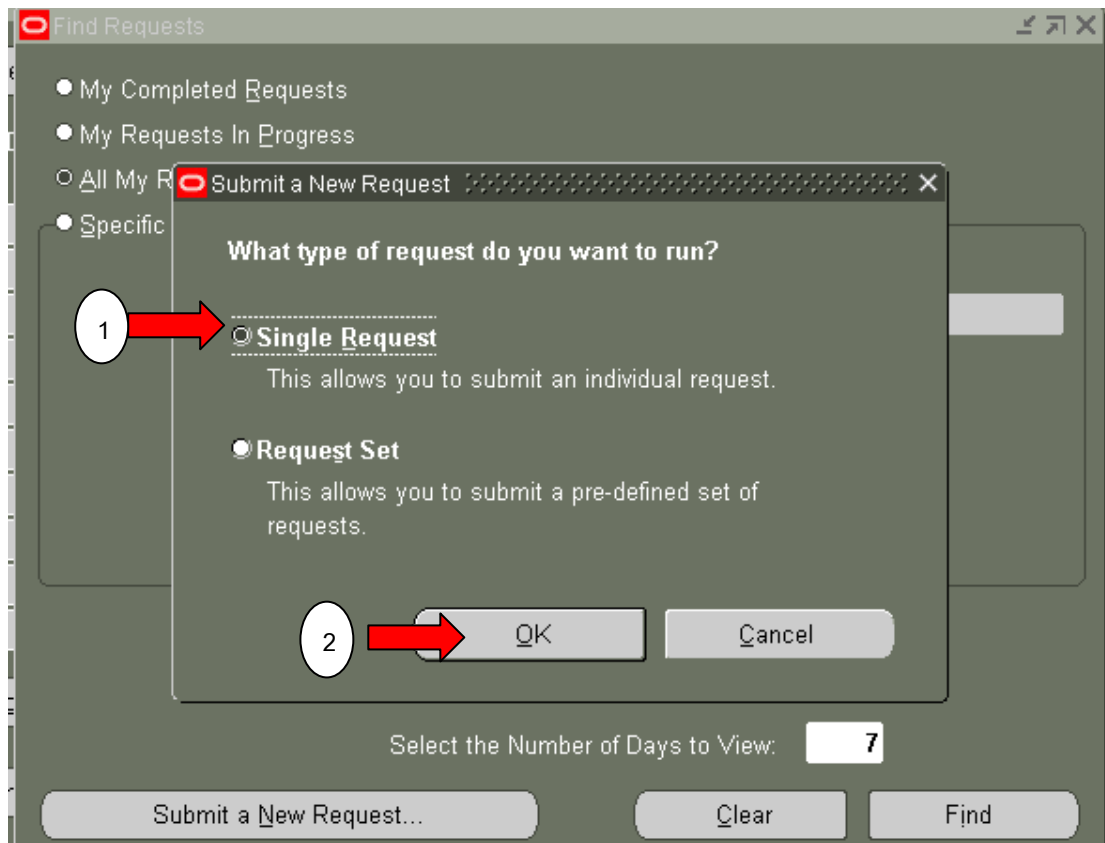 Find Requests
My Completed Requests
My Requests In Progress
All My R
Submit a New Request
Specific
What type of request do you want to run?
1
Single Request
This allows you to submit an individual request.
Request Set
This allows you to submit a pre-defined set of
requests.
2
OK Cancel
Select the Number of Days to View: 7
Submit a New Request... Clear Find